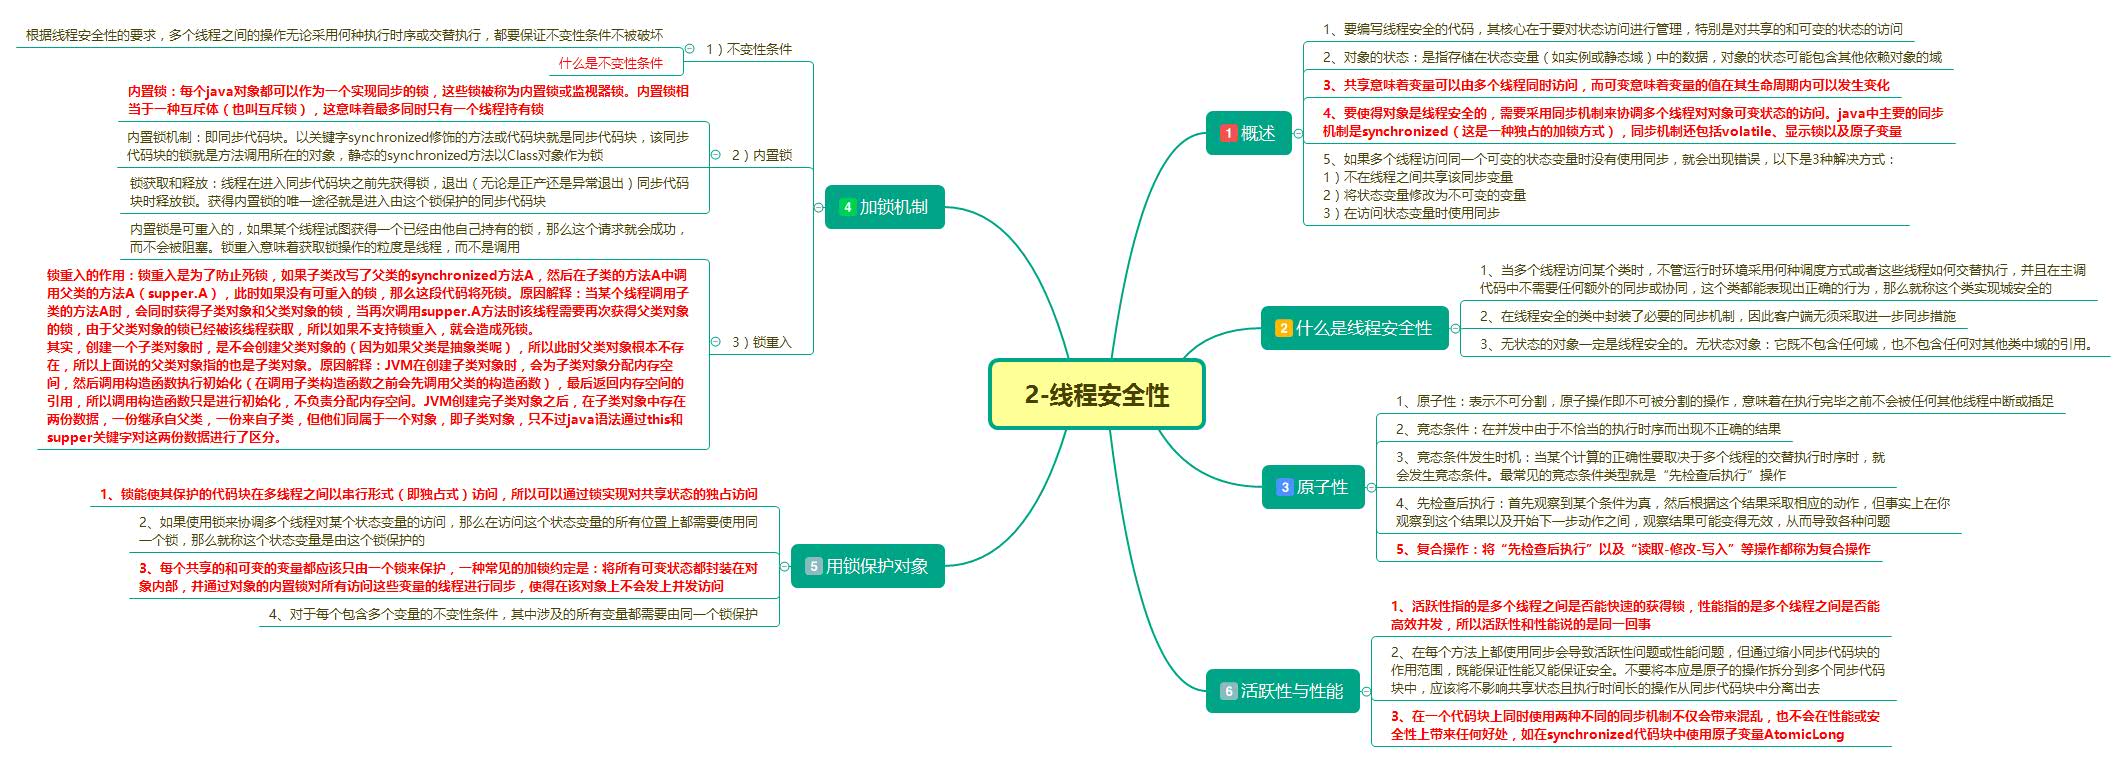 2-线程安全性
1 概述
1、要编写线程安全的代码，其核心在于要对状态访问进行管理，特别是对共享的和可变的状态的访问
2、对象的状态：是指存储在状态变量（如实例或静态域）中的数据，对象的状态可能包含其他依赖对象的域
3、共享意味着变量可以由多个线程同时访问，而可变意味着变量的值在其生命周期内可以发生变化
4、要使得对象是线程安全的，需要采用同步机制来协调多个线程对对象可变状态的访问。java中主要的同步
机制是synchronized（这是一种独占的加锁方式），同步机制还包括volatile、显示锁以及原子变量
5、如果多个线程访问同一个可变的状态变量时没有使用同步，就会出现错误，以下是3种解决方式：
1）不在线程之间共享该同步变量
2）将状态变量修改为不可变的变量
3）在访问状态变量时使用同步
2 什么是线程安全性
1、当多个线程访问某个类时，不管运行时环境采用何种调度方式或者这些线程如何交替执行，并且在主调
代码中不需要任何额外的同步或协同，这个类都能表现出正确的行为，那么就称这个类实现城安全的
2、在线程安全的类中封装了必要的同步机制，因此客户端无须采取进一步同步措施
3、无状态的对象一定是线程安全的。无状态对象：它既不包含任何域，也不包含任何对其他类中域的引用。
3 原子性
1、原子性：表示不可分割，原子操作即不可被分割的操作，意味着在执行完毕之前不会被任何其他线程中断或插足
2、竟态条件：在并发中由于不恰当的执行时序而出现不正确的结果
3、竟态条件发生时机：当某个计算的正确性要取决于多个线程的交替执行时序时，就
会发生竟态条件。最常见的竟态条件类型就是“先检查后执行”操作
4、先检查后执行：首先观察到某个条件为真，然后根据这个结果采取相应的动作，但事实上在你
观察到这个结果以及开始下一步动作之间，观察结果可能变得无效，从而导致各种问题
5、复合操作：将“先检查后执行”以及“读取-修改-写入”等操作都称为复合操作
4 加锁机制
1）不变性条件
根据线程安全性的要求，多个线程之间的操作无论采用何种执行时序或交替执行，都要保证不变性条件不被破坏
什么是不变性条件
2）内置锁
内置锁：每个java对象都可以作为一个实现同步的锁，这些锁被称为内置锁或监视器锁。内置锁相
当于一种互斥体（也叫互斥锁），这意味着最多同时只有一个线程持有锁
内置锁机制：即同步代码块。以关键字synchronized修饰的方法或代码块就是同步代码块，该同步
代码块的锁就是方法调用所在的对象，静态的synchronized方法以Class对象作为锁
锁获取和释放：线程在进入同步代码块之前先获得锁，退出（无论是正产还是异常退出）同步代码
块时释放锁。获得内置锁的唯一途径就是进入由这个锁保护的同步代码块
3）锁重入
内置锁是可重入的，如果某个线程试图获得一个已经由他自己持有的锁，那么这个请求就会成功，
而不会被阻塞。锁重入意味着获取锁操作的粒度是线程，而不是调用
锁重入的作用：锁重入是为了防止死锁，如果子类改写了父类的synchronized方法A，然后在子类的方法A中调
用父类的方法A（supper.A），此时如果没有可重入的锁，那么这段代码将死锁。原因解释：当某个线程调用子
类的方法A时，会同时获得子类对象和父类对象的锁，当再次调用supper.A方法时该线程需要再次获得父类对象
的锁，由于父类对象的锁已经被该线程获取，所以如果不支持锁重入，就会造成死锁。
其实，创建一个子类对象时，是不会创建父类对象的（因为如果父类是抽象类呢），所以此时父类对象根本不存
在，所以上面说的父类对象指的也是子类对象。原因解释：JVM在创建子类对象时，会为子类对象分配内存空
间，然后调用构造函数执行初始化（在调用子类构造函数之前会先调用父类的构造函数），最后返回内存空间的
引用，所以调用构造函数只是进行初始化，不负责分配内存空间。JVM创建完子类对象之后，在子类对象中存在
两份数据，一份继承自父类，一份来自子类，但他们同属于一个对象，即子类对象，只不过java语法通过this和
supper关键字对这两份数据进行了区分。
5 用锁保护对象
1、锁能使其保护的代码块在多线程之间以串行形式（即独占式）访问，所以可以通过锁实现对共享状态的独占访问
2、如果使用锁来协调多个线程对某个状态变量的访问，那么在访问这个状态变量的所有位置上都需要使用同
一个锁，那么就称这个状态变量是由这个锁保护的
3、每个共享的和可变的变量都应该只由一个锁来保护，一种常见的加锁约定是：将所有可变状态都封装在对
象内部，并通过对象的内置锁对所有访问这些变量的线程进行同步，使得在该对象上不会发上并发访问
4、对于每个包含多个变量的不变性条件，其中涉及的所有变量都需要由同一个锁保护
6 活跃性与性能
1、活跃性指的是多个线程之间是否能快速的获得锁，性能指的是多个线程之间是否能
高效并发，所以活跃性和性能说的是同一回事
2、在每个方法上都使用同步会导致活跃性问题或性能问题，但通过缩小同步代码块的
作用范围，既能保证性能又能保证安全。不要将本应是原子的操作拆分到多个同步代码
块中，应该将不影响共享状态且执行时间长的操作从同步代码块中分离出去
3、在一个代码块上同时使用两种不同的同步机制不仅会带来混乱，也不会在性能或安
全性上带来任何好处，如在synchronized代码块中使用原子变量AtomicLong